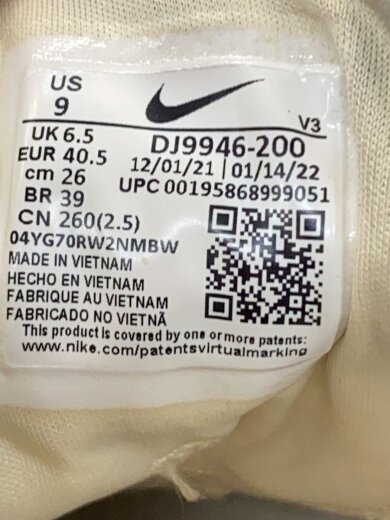 US
9
V3
UK 6.5
EUR 40.5
cm 26
BR 39
CN 260(2.5)
DJ9946-200
12/01/21 | 01/14/22
UPC 00195868999051
04YG70RW2NMBW
MADE IN VIETNAM
HECHO EN VIETNAM
FABRIQUE AU VIETNAM
FABRICADO NO VIETNÃ
This product is covered by one or more patents:
www.nike.com/patentsvirtualmarking